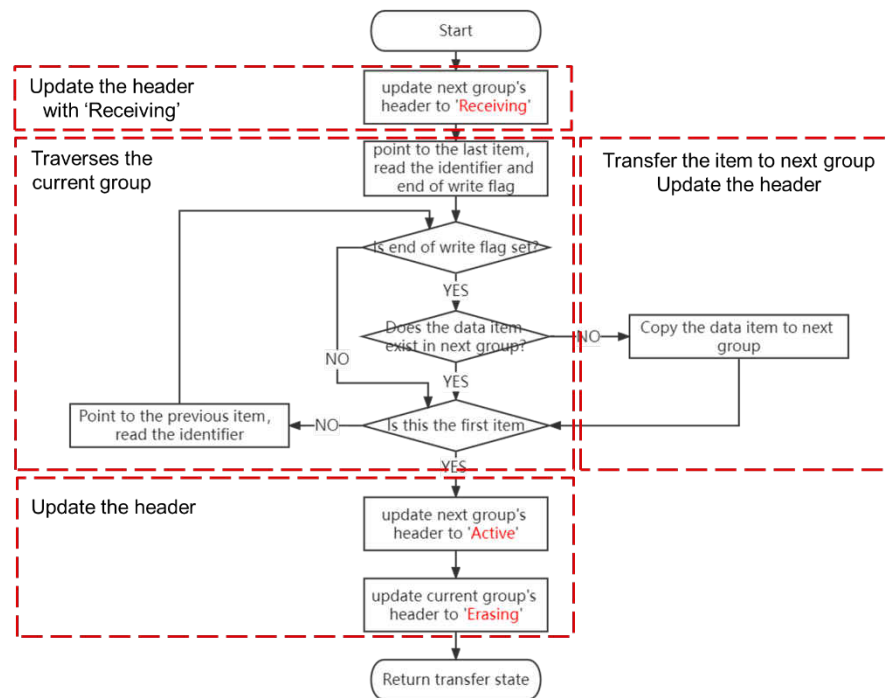 Start
Update the header
with ‘Receiving’
update next group's
header to 'Receiving'
Traverses the
current group
point to the last item,
read the identifier and
end of write flag
Transfer the item to next group
Update the header
Is end of write flag set?
YES
Does the data item
exist in next group?
NO
Copy the data item to next
group
NO
YES
Point to the previous item,
read the identifier
NO
Is this the first item
YES
Update the header
update next group's
header to 'Active'
update current group's
header to 'Erasing'
Return transfer state